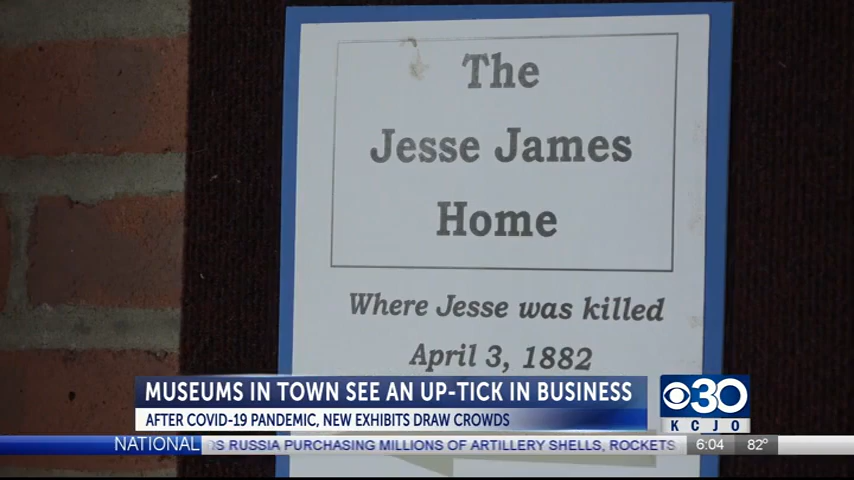 The
Jesse James
Home
Where Jesse was killed
April 3, 1882
MUSEUMS IN TOWN SEE AN UP-TICK IN BUSINESS
AFTER COVID-19 PANDEMIC, NEW EXHIBITS DRAW CROWDS
30
KCJO
NATIONAL RUSSIA PURCHASING MILLIONS OF ARTILLERY SHELLS, ROCKETS 6:04 82°